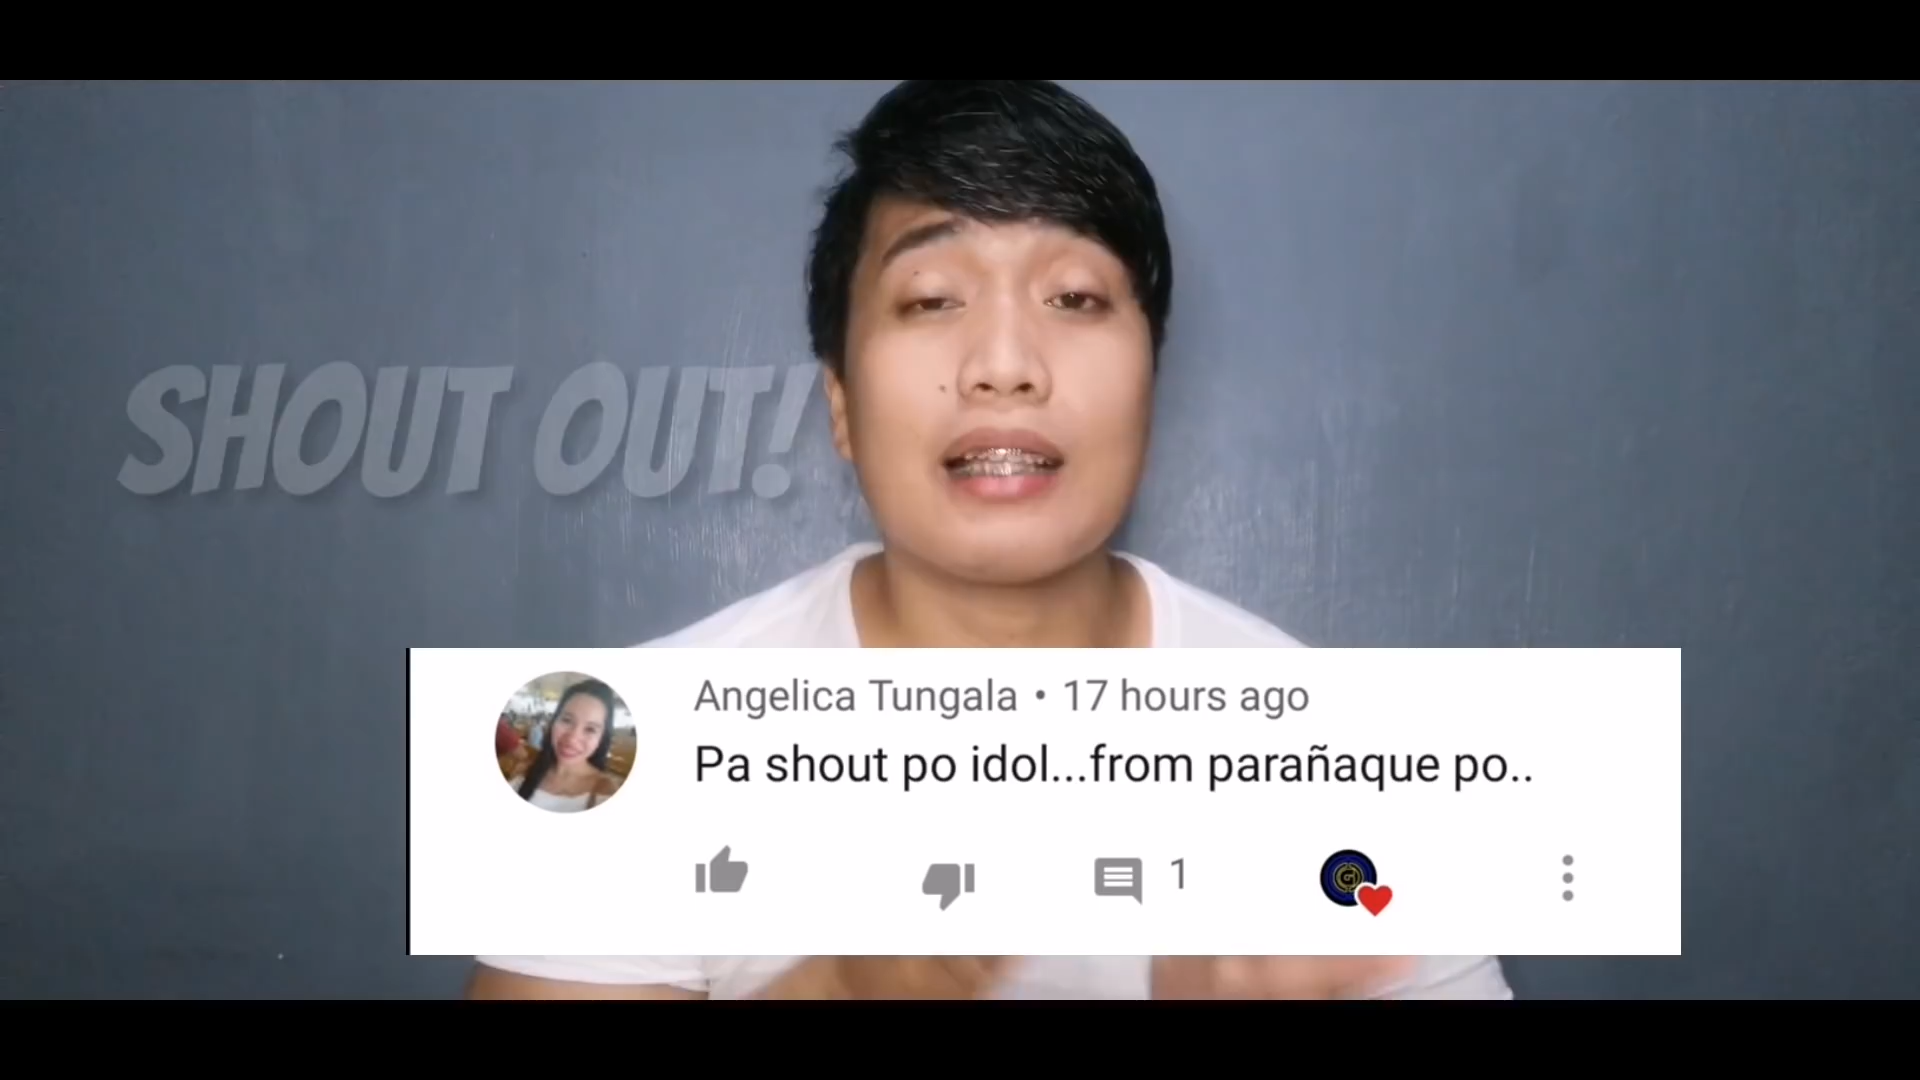 SHOUT OUT!
Angelica Tungala • 17 hours ago
Pa shout po idol...from parañaque po..
1